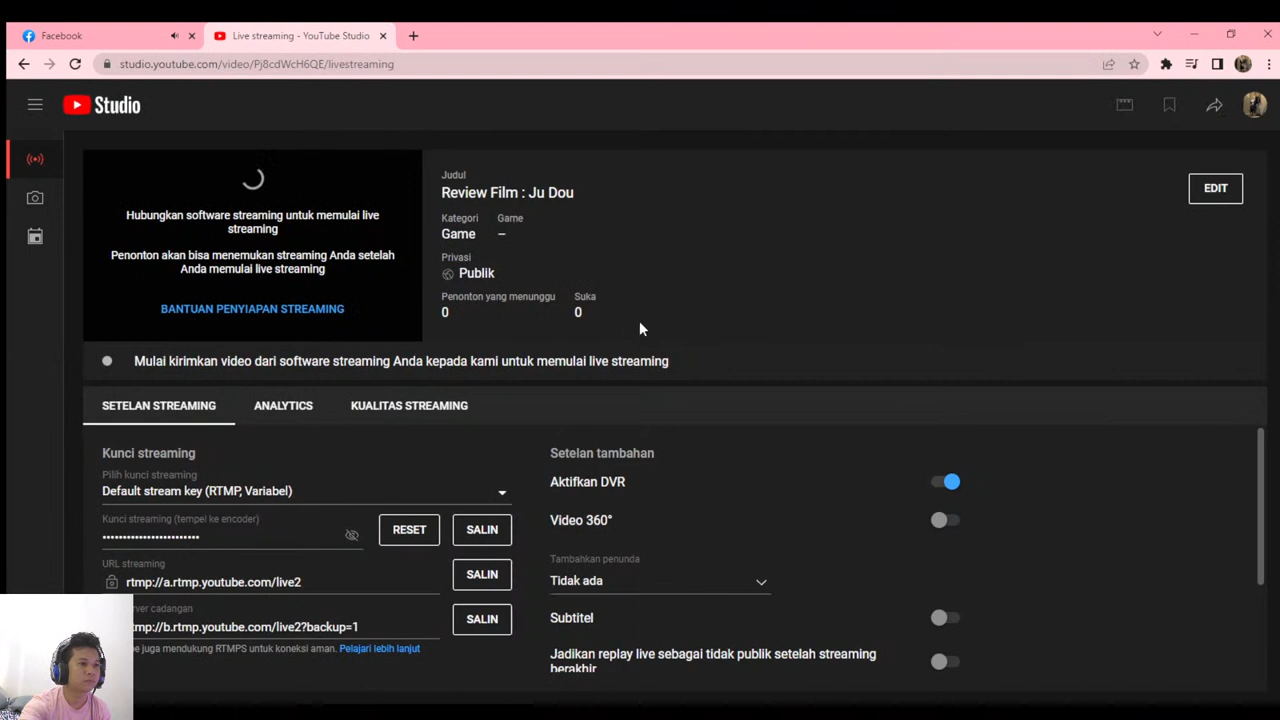 Facebook
Live streaming - YouTube Studio
studio.youtube.com/video/Pj8cdWcH6QE/livestreaming
Studio
Hubungkan software streaming untuk memulai live
streaming
Penonton akan bisa menemukan streaming Anda setelah
Anda memulai live streaming
BANTUAN PENYIAPAN STREAMING
Judul
Review Film : Ju Dou
EDIT
Kategori Game
Game –
Privasi
Publik
Penonton yang menunggu Suka
0 0
Mulai kirimkan video dari software streaming Anda kepada kami untuk memulai live streaming
SETELAN STREAMING ANALYTICS KUALITAS STREAMING
Kunci streaming
Pilih kunci streaming
Default stream key (RTMP, Variabel)
Kunci streaming (tempel ke encoder)
••••••••••••••••••••••••
RESET SALIN
URL streaming
rtmp://a.rtmp.youtube.com/live2
SALIN
cadangan
b.rtmp.youtube.com/live2?backup=1
SALIN
juga mendukung RTMPS untuk koneksi aman. Pelajari lebih lanjut
Setelan tambahan
Aktifkan DVR
Video 360°
Tambahkan penunda
Tidak ada
Subtitel
Jadikan replay live sebagai tidak publik setelah streaming
berakhir